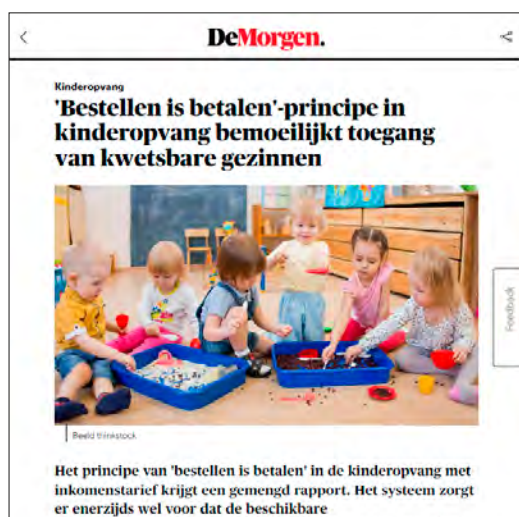 DeMorgen.
Kinderopvang
'Bestellen is betalen'-principe in
kinderopvang bemoeilijkt toegang
van kwetsbare gezinnen
Feedback
Beeld thinkstock
Het principe van 'bestellen is betalen' in de kinderopvang met
inkomenstarief krijgt een gemengd rapport. Het systeem zorgt
er enerzijds wel voor dat de beschikbare